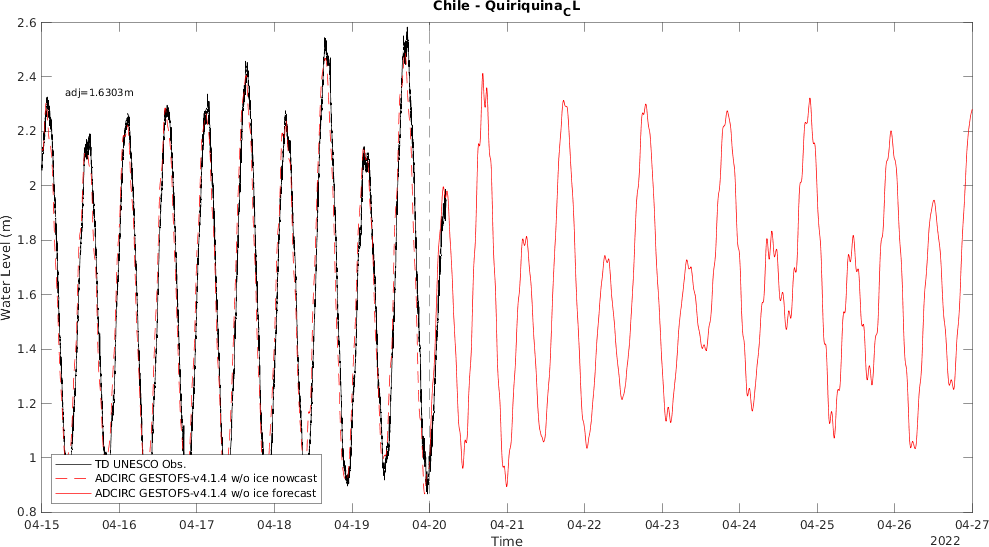 Chile - Quiriquina_CL
2.6
2.4
adj=1.6303m
2.2
2
1.8
Water Level (m)
1.6
1.4
1.2
1
TD UNESCO Obs.
ADCIRC GESTOFS-v4.1.4 w/o ice nowcast
ADCIRC GESTOFS-v4.1.4 w/o ice forecast
0.8
04-15 04-16 04-17 04-18 04-19 04-20 04-21 04-22 04-23 04-24 04-25 04-26 04-27
Time
2022